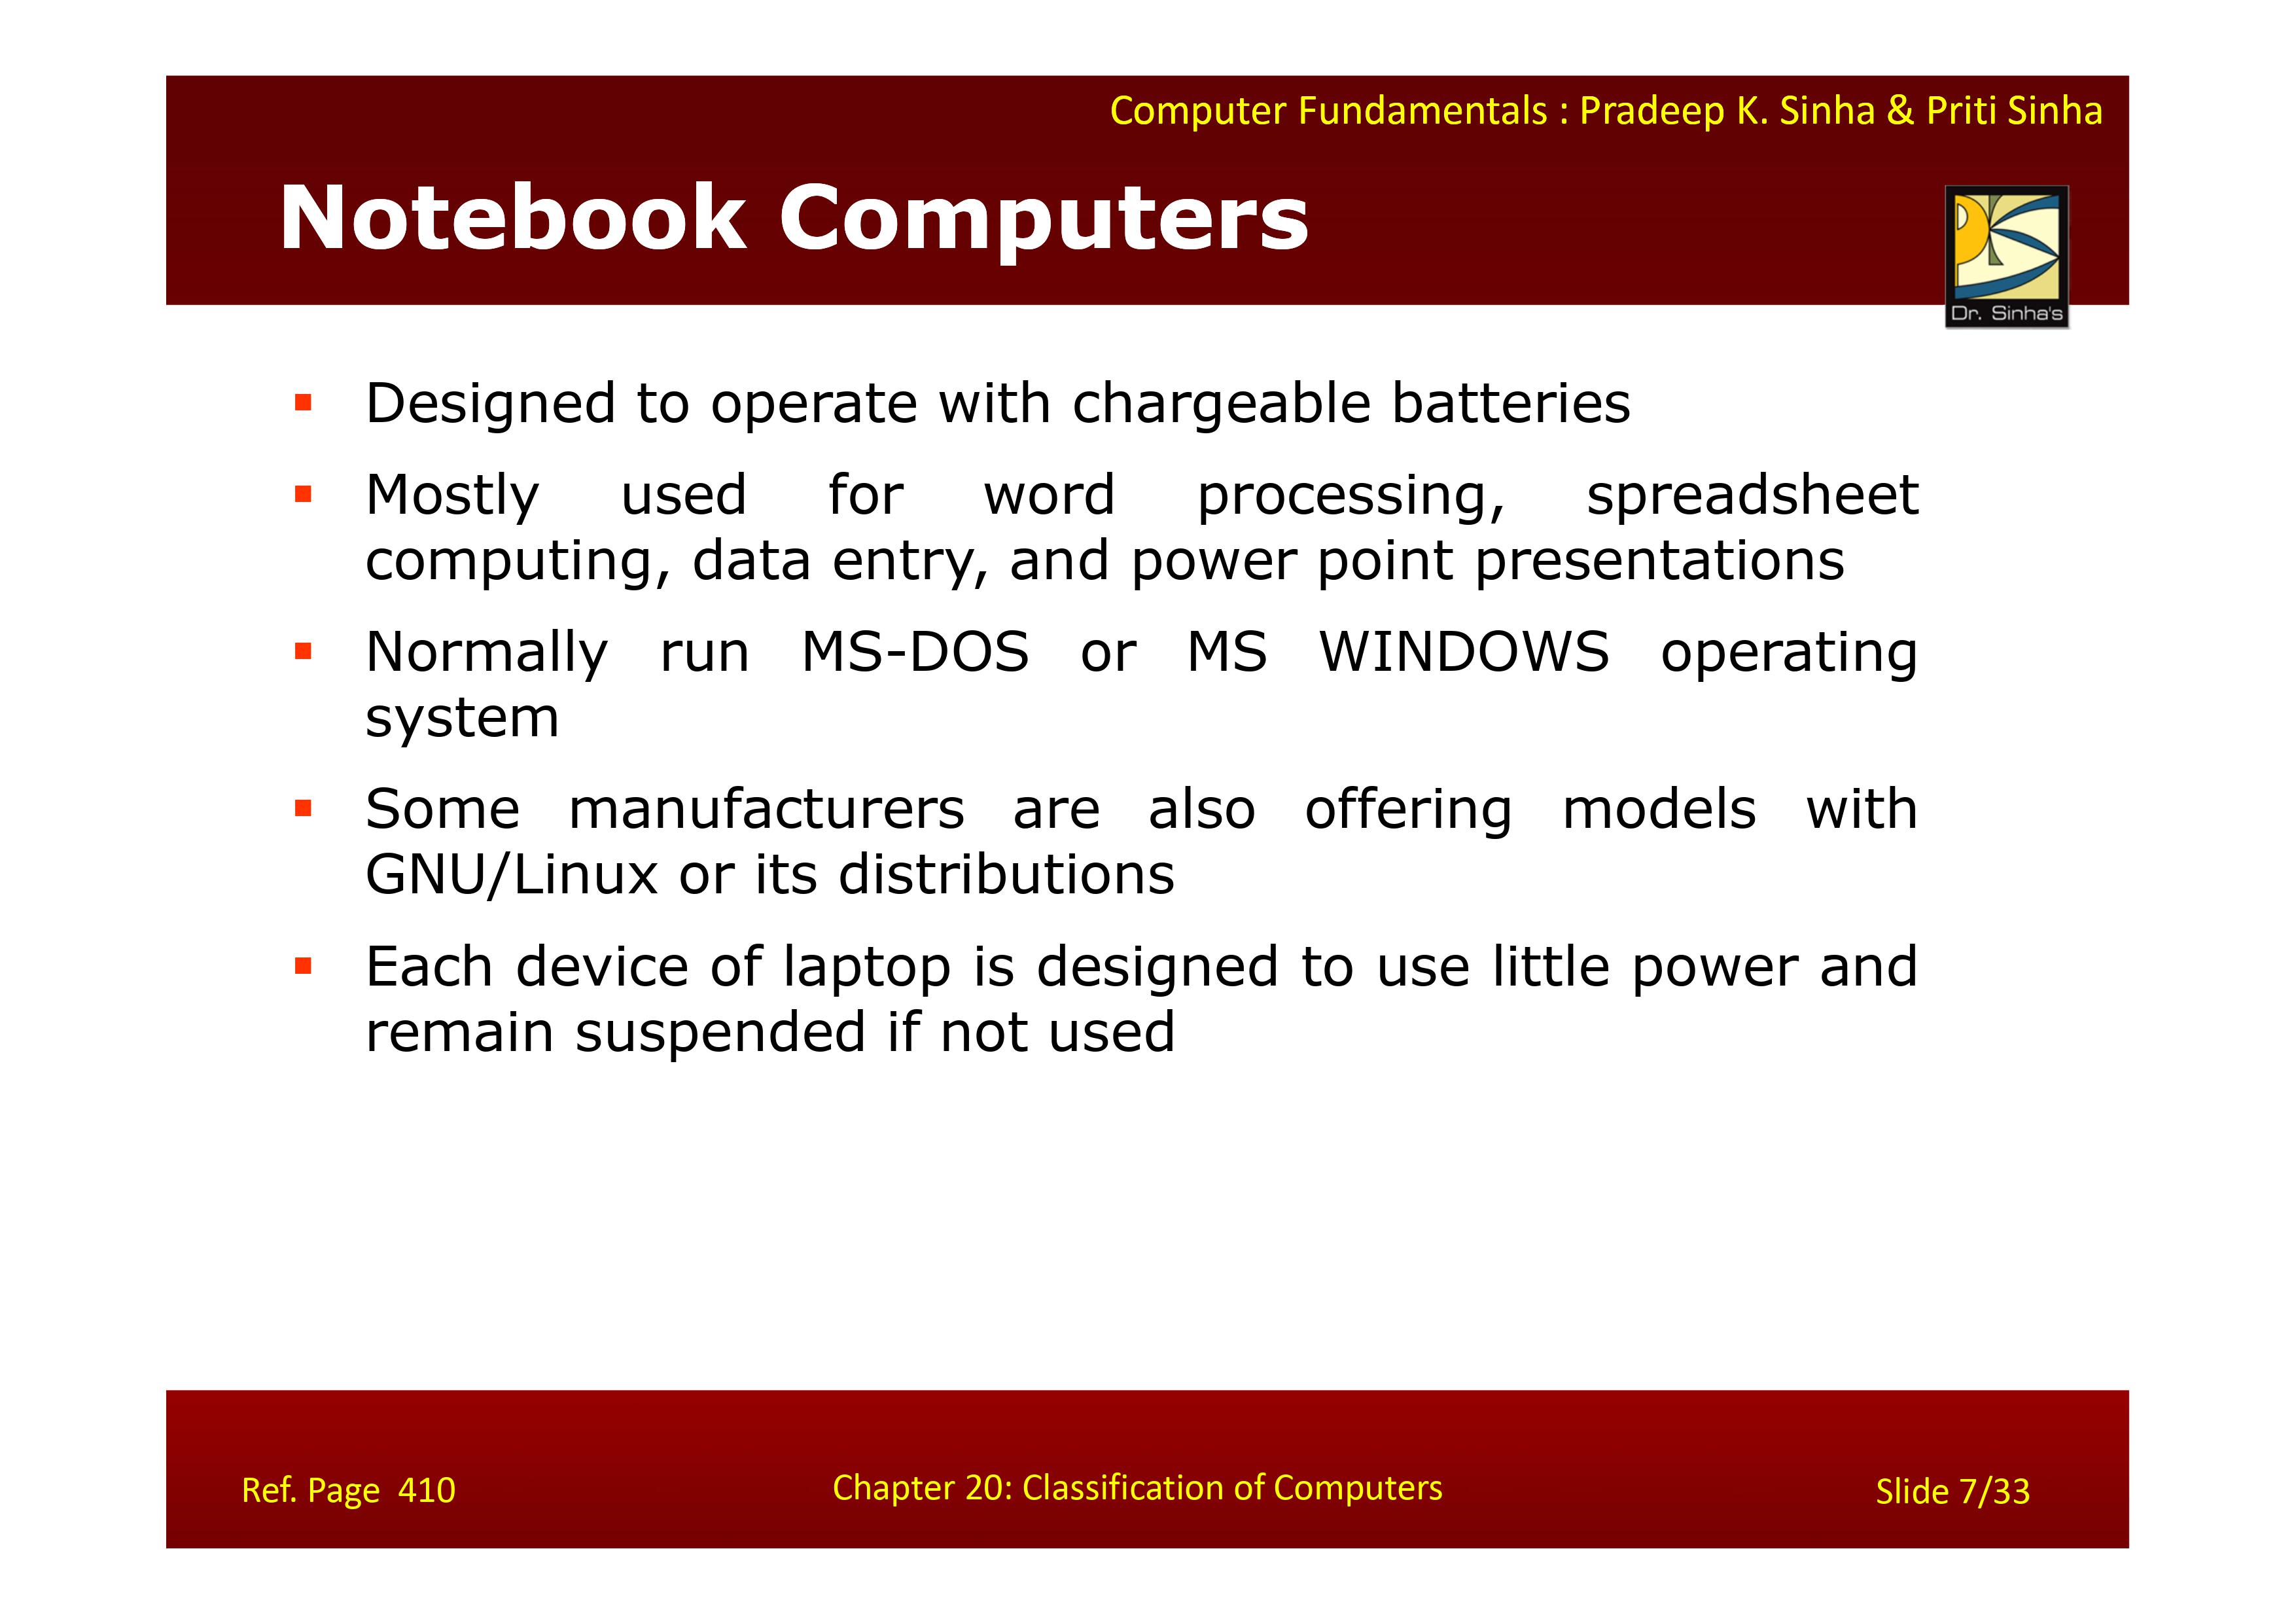 Computer Fundamentals : Pradeep K. Sinha & Priti Sinha
Notebook Computers
Dr. Sinha's
▪ Designed to operate with chargeable batteries
▪ Mostly used for word processing, spreadsheet
computing, data entry, and power point presentations
▪ Normally run MS-DOS or MS WINDOWS operating
system
▪ Some manufacturers are also offering models with
GNU/Linux or its distributions
▪ Each device of laptop is designed to use little power and
remain suspended if not used
Ref. Page 410
Chapter 20: Classification of Computers
Slide 7/33